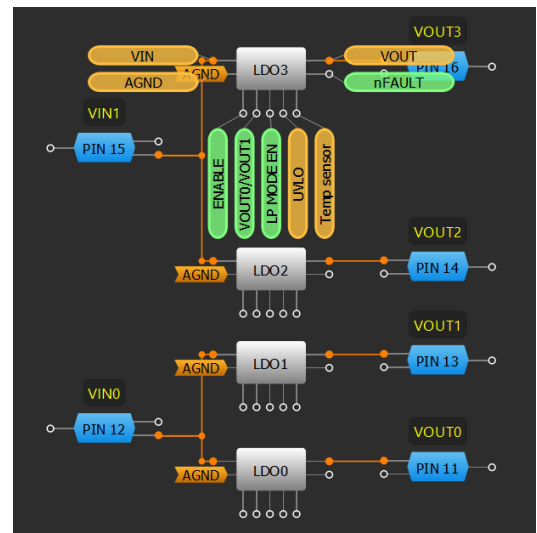 VOUT3
VIN
LDO3
VOUT
AGND
AGND
PIN 16
nFAULT
VIN1
PIN 15
ENABLE
VOUT0/VOUT1
LP MODE EN
UVLO
Temp sensor
VOUT2
AGND
LDO2
PIN 14
VOUT1
AGND
LDO1
PIN 13
VIN0
PIN 12
VOUT0
AGND
LDO0
PIN 11